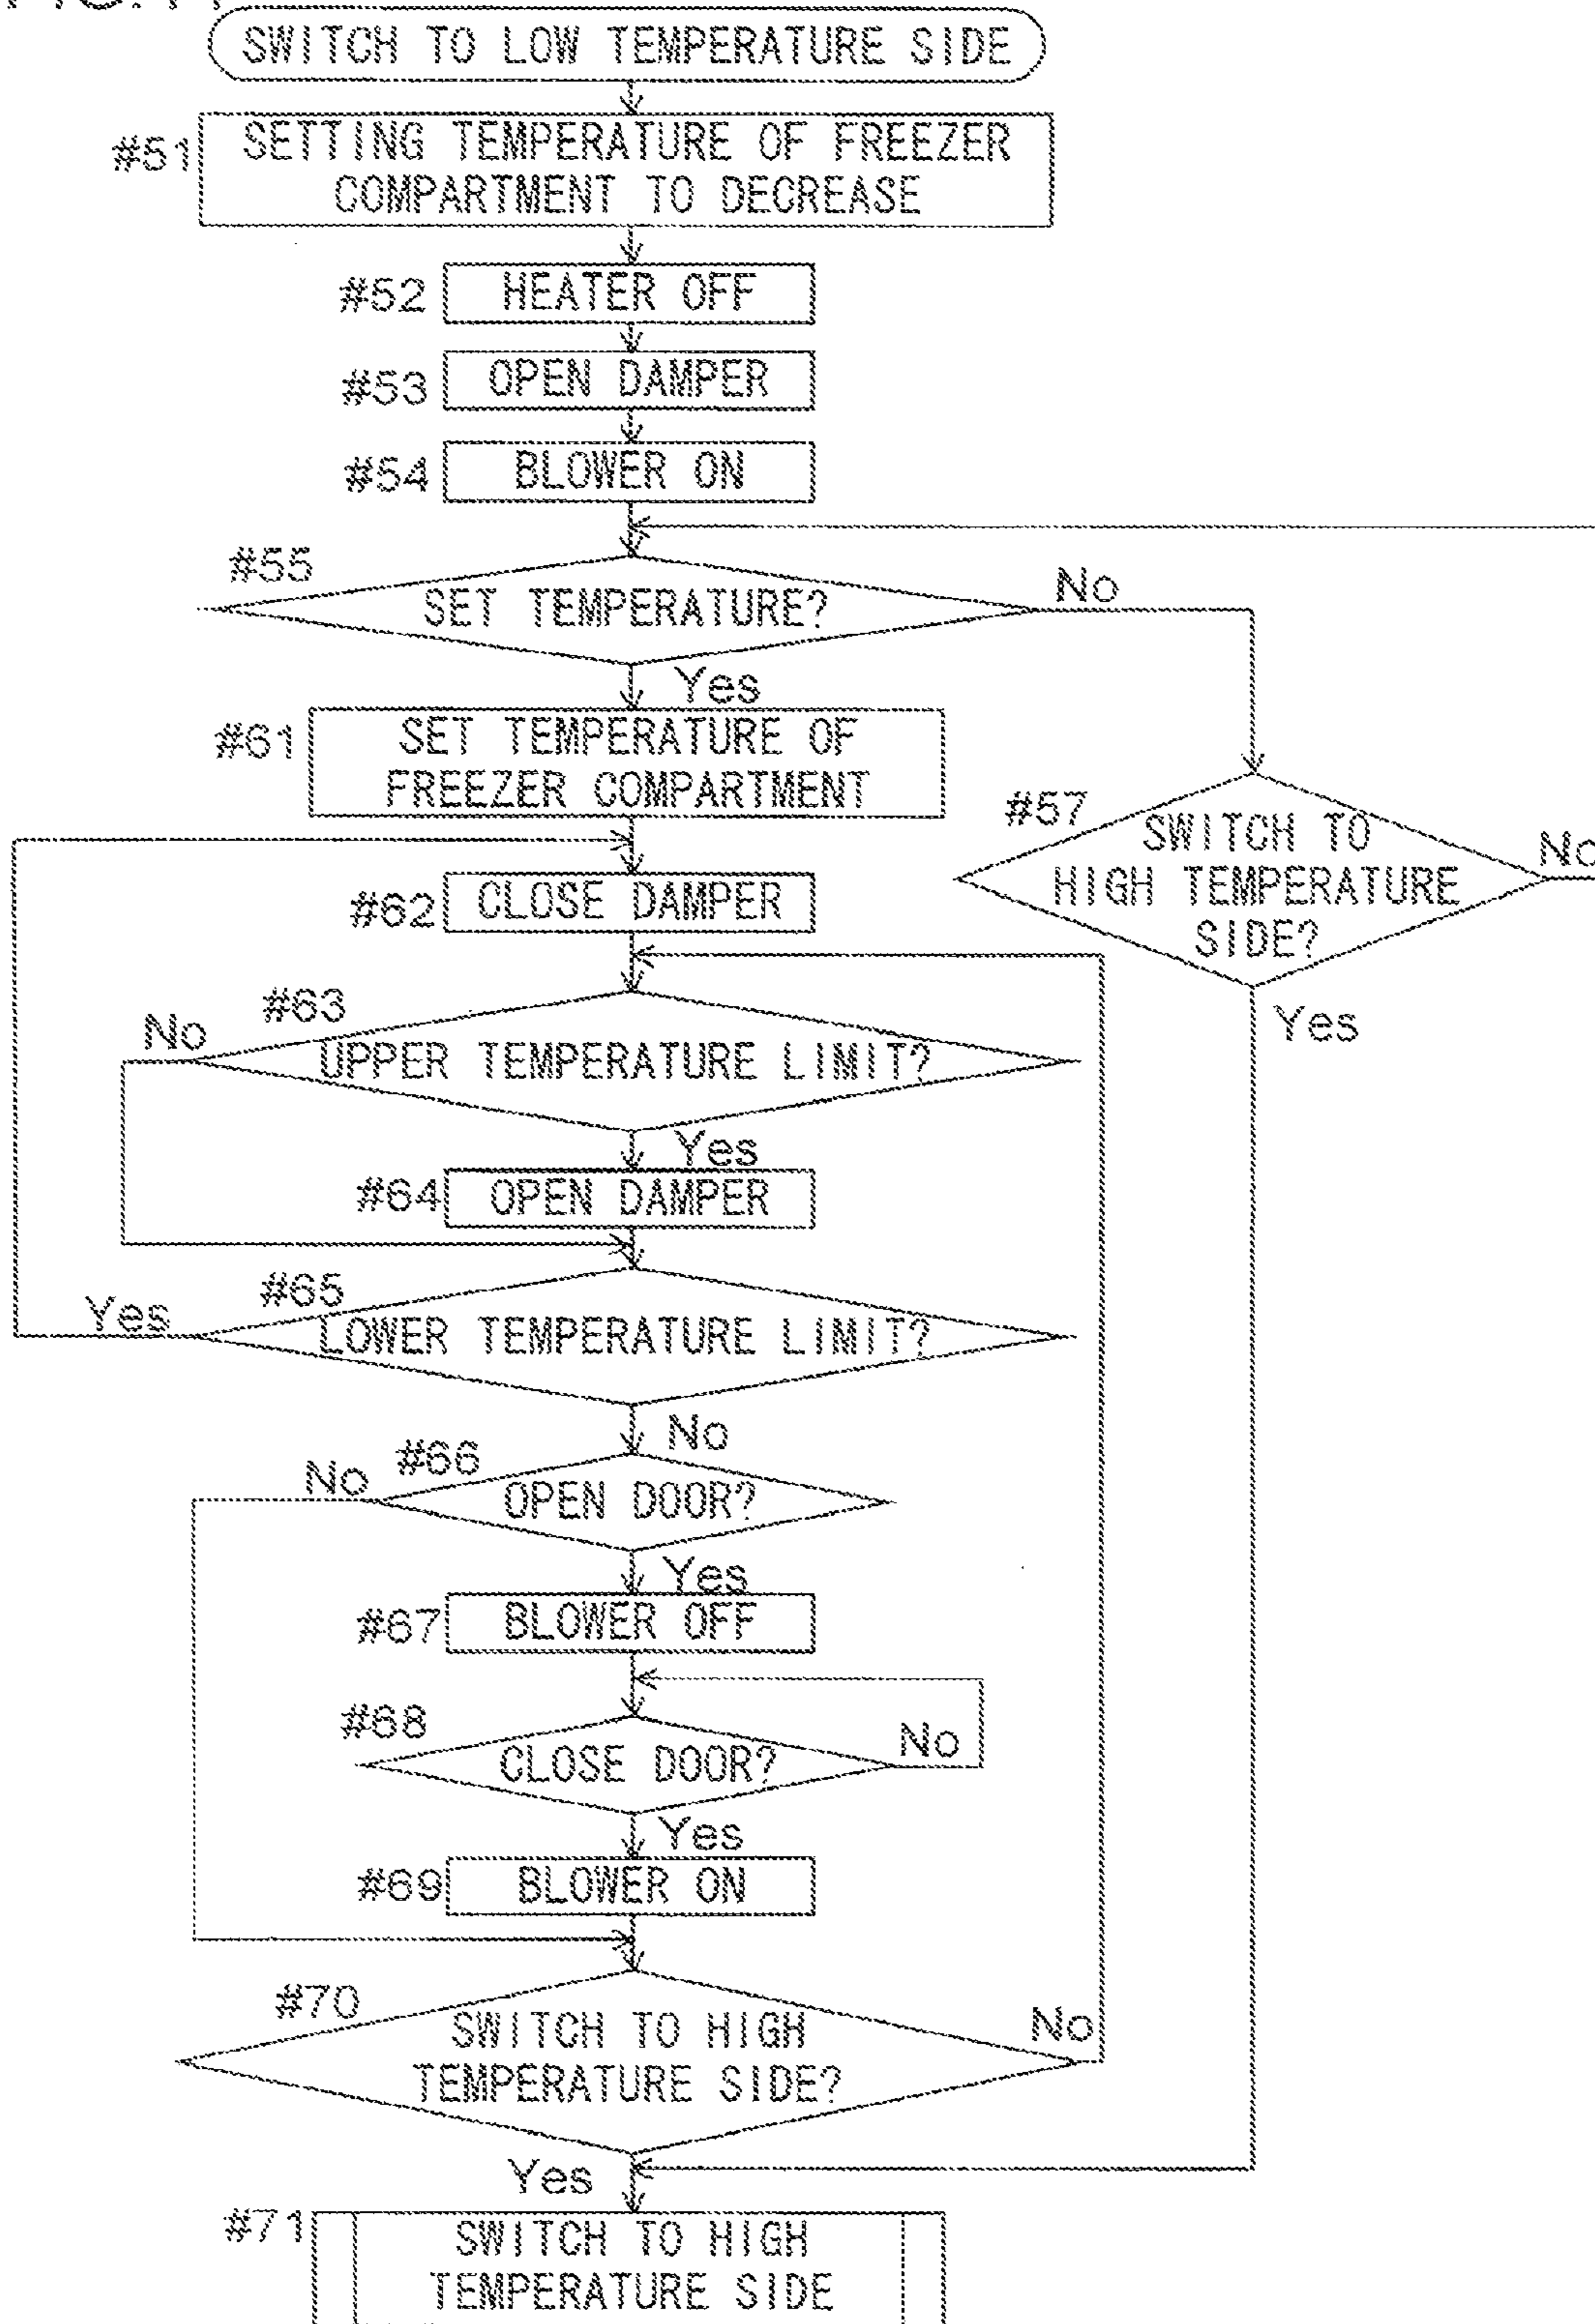 SWITCH TO LOW TEMPERATURE SIDE
#51
SETTING TEMPERATURE OF FREEZER
COMPARTMENT TO DECREASE
#52
HEATER OFF
#53
OPEN DAMPER
#54
BLOWER ON
#55
SET TEMPERATURE?
No
Yes
#61
SET TEMPERATURE OF
FREEZER COMPARTMENT
#57
SWITCH TO
HIGH TEMPERATURE
SIDE?
No
Yes
#62
CLOSE DAMPER
#63
No
UPPER TEMPERATURE LIMIT?
Yes
#64
OPEN DAMPER
#65
Yes
LOWER TEMPERATURE LIMIT?
No
#66
No
OPEN DOOR?
Yes
#67
BLOWER OFF
#68
CLOSE DOOR?
No
Yes
#69
BLOWER ON
#70
SWITCH TO HIGH
TEMPERATURE SIDE?
No
Yes
#71
SWITCH TO HIGH
TEMPERATURE SIDE